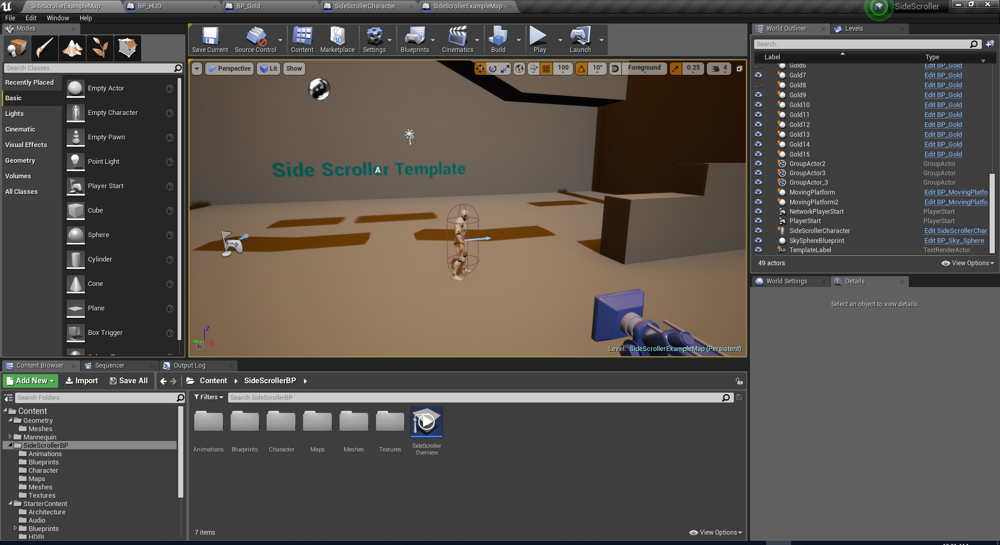 SideScrollerExampleMap
BP_HUD
BP_Gold
SideScrollerCharacter
SideScrollerExampleMap -
SideScroller
File Edit Window Help
Modes
Search Classes
Recently Placed
Basic
Lights
Cinematic
Visual Effects
Geometry
Volumes
All Classes
Empty Actor
Empty Character
Empty Pawn
Point Light
Player Start
Cube
Sphere
Cylinder
Cone
Plane
Box Trigger
Save Current
Source Control
Content
Marketplace
Settings
Blueprints
Cinematics
Build
Play
Launch
Perspective
Lit
Show
100
10°
Foreground
0.25
4
Side Scroller Template
A
Z
Y
X
Level: SideScrollerExampleMap (Persistent)
World Outliner
Levels
Search...
Label Type
Gold6 Edit BP_Gold
Gold7 Edit BP_Gold
Gold8 Edit BP_Gold
Gold9 Edit BP_Gold
Gold10 Edit BP_Gold
Gold11 Edit BP_Gold
Gold12 Edit BP_Gold
Gold13 Edit BP_Gold
Gold14 Edit BP_Gold
Gold15 Edit BP_Gold
GroupActor2 GroupActor
GroupActor3 GroupActor
GroupActor_3 GroupActor
MovingPlatform Edit BP_MovingPlatfo
MovingPlatform2 Edit BP_MovingPlatfo
NetworkPlayerStart PlayerStart
PlayerStart PlayerStart
SideScrollerCharacter Edit SideScrollerChar
SkySphereBlueprint Edit BP_Sky_Sphere
Aa TemplateLabel TextRenderActor
49 actors
View Options
World Settings
Details
Select an object to view details.
Content Browser
Sequencer
Output Log
Add New
Import
Save All
Content
SideScrollerBP
Search Folders
Filters
Search SideScrollerBP
Content
Geometry
Meshes
Mannequin
SideScrollerBP
Animations
Blueprints
Character
Maps
Meshes
Textures
StarterContent
Architecture
Audio
Blueprints
HDRI
Animations
Blueprints
Character
Maps
Meshes
Textures
SideScroller
Overview
7 items
View Options